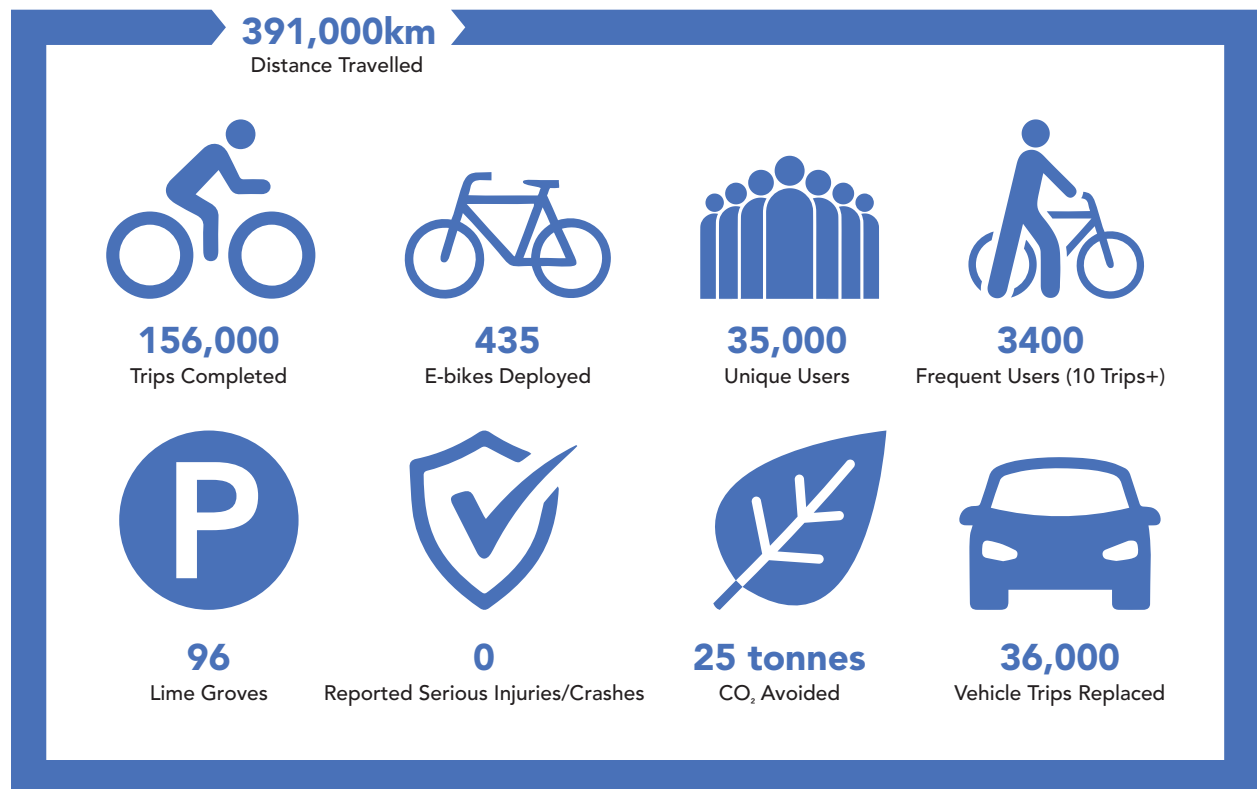 391,000km
Distance Travelled
156,000
Trips Completed
435
E-bikes Deployed
35,000
Unique Users
3400
Frequent Users (10 Trips+)
P
96
Lime Groves
0
Reported Serious Injuries/Crashes
25 tonnes
CO₂ Avoided
36,000
Vehicle Trips Replaced